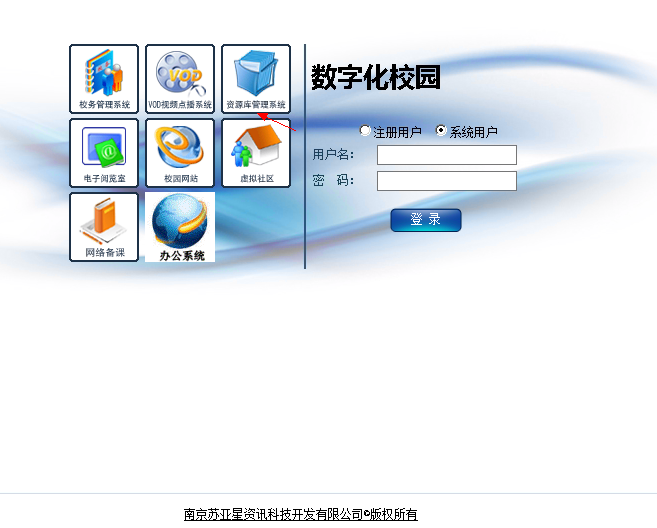 校务管理系统
VOD视频点播系统
资源库管理系统
VOD
电子阅览室
校园网站
虚拟社区
@
网络备课
办公系统
数字化校园
注册用户 系统用户
用户名:
密 码:
登 录
南京苏亚星资讯科技开发有限公司©版权所有